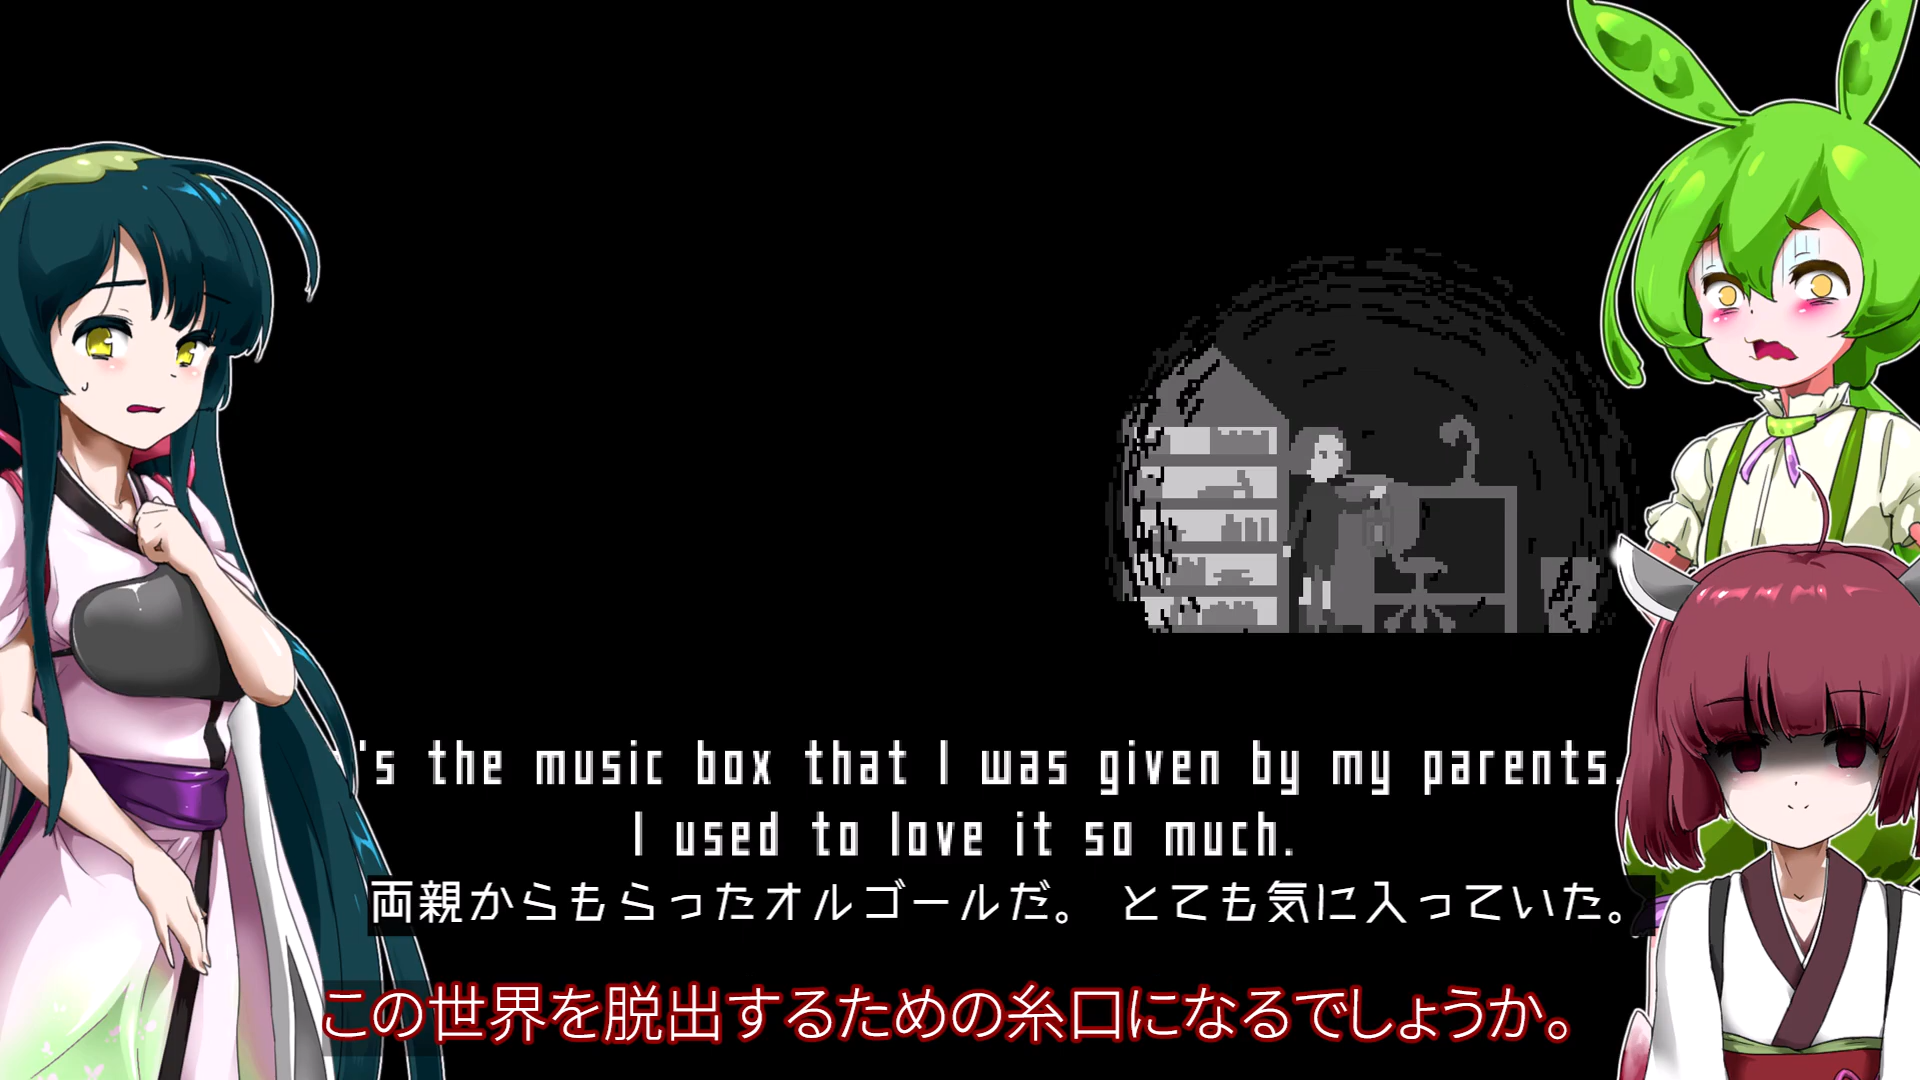 's the music box that I was given by my parents.
I used to love it so much.
両親からもらったオルゴールだ。 とても気に入っていた。
この世界を脱出するための糸口になるでしょうか。